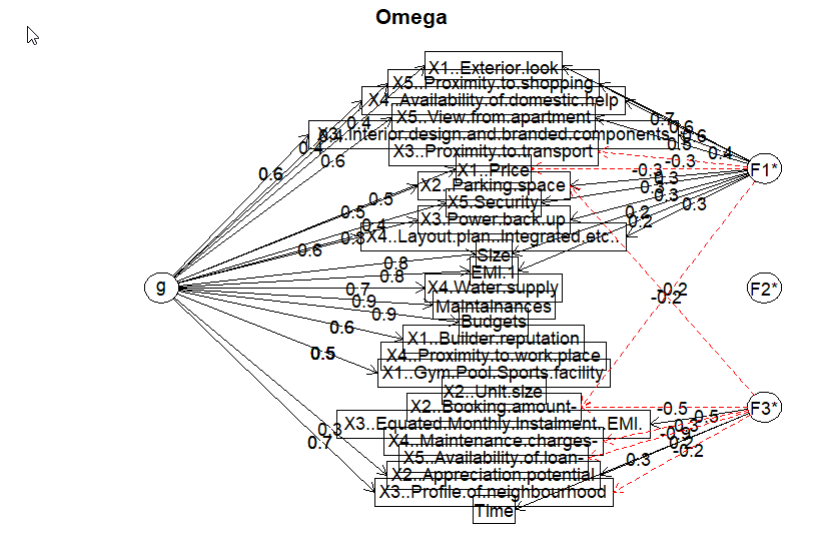 Omega
X1..Exterior.look
X5..Proximity.to.shopping
X4..Availability.of.domestic.help
X5..View.from.apartment
X4.Interior.design.and.branded.components
X3..Proximity.to.transport
X1..Price
X2..Parking.space
X5.Security
X3.Power.back.up
X4..Layout.plan..Integrated.etc..
Size
EMI.1
X4.Water.supply
Maintainances
Budgets
X1..Builder.reputation
X4..Proximity.to.work.place
X1..Gym.Pool.Sports.facility
X2..Unit.size
X2..Booking.amount-
X3..Equated.Monthly.Instalment..EMI.
X4..Maintenance.charges-
X5..Availability.of.loan-
X2..Appreciation.potential
X3..Profile.of.neighbourhood
Time
g
0.4
0.6
0.6
0.5
0.5
0.4
0.6
0.8
0.8
0.7
0.9
0.9
0.6
0.5
0.3
0.7
F1*
0.7
0.6
0.4
-0.3
-0.3
0.3
0.3
0.2
0.3
0.2
F2*
-0.2
-0.2
F3*
-0.5
0.5
-0.2
0.3